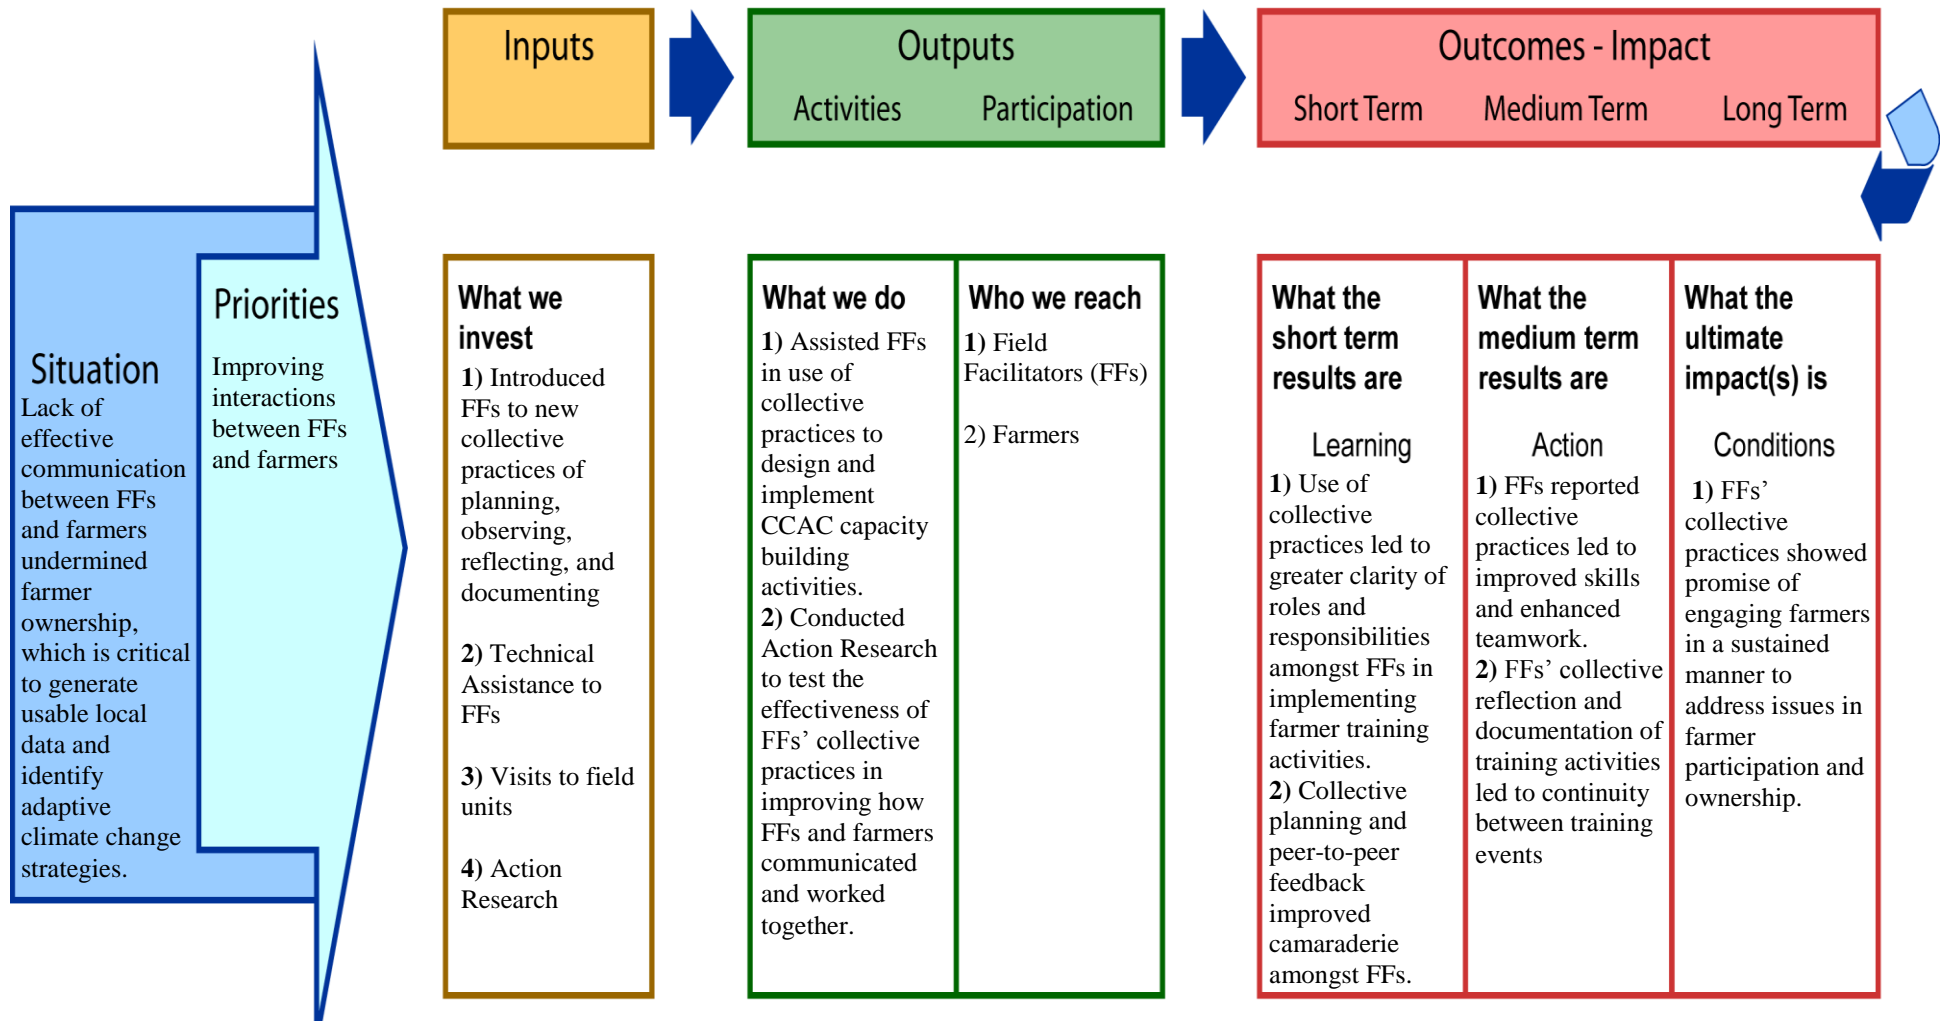 Situation
Lack of
effective
communication
between FFs
and farmers
undermined
farmer
ownership,
which is critical
to generate
usable local
data and
identify
adaptive
climate change
strategies.
Priorities
Improving
interactions
between FFs
and farmers
Inputs
What we
invest
1) Introduced
FFs to new
collective
practices of
planning,
observing,
reflecting, and
documenting
2) Technical
Assistance to
FFs
3) Visits to field
units
4) Action
Research
Outputs
Activities Participation
What we do
1) Assisted FFs
in use of
collective
practices to
design and
implement
CCAC capacity
building
activities.
2) Conducted
Action Research
to test the
effectiveness of
FFs’ collective
practices in
improving how
FFs and farmers
communicated
and worked
together.
Who we reach
1) Field
Facilitators (FFs)
2) Farmers
Outcomes - Impact
Short Term Medium Term Long Term
What the
short term
results are
Learning
1) Use of
collective
practices led to
greater clarity of
roles and
responsibilities
amongst FFs in
implementing
farmer training
activities.
2) Collective
planning and
peer-to-peer
feedback
improved
camaraderie
amongst FFs.
What the
medium term
results are
Action
1) FFs reported
collective
practices led to
improved skills
and enhanced
teamwork.
2) FFs’ collective
reflection and
documentation of
training activities
led to continuity
between training
events
What the
ultimate
impact(s) is
Conditions
1) FFs’
collective
practices showed
promise of
engaging farmers
in a sustained
manner to
address issues in
farmer
participation and
ownership.